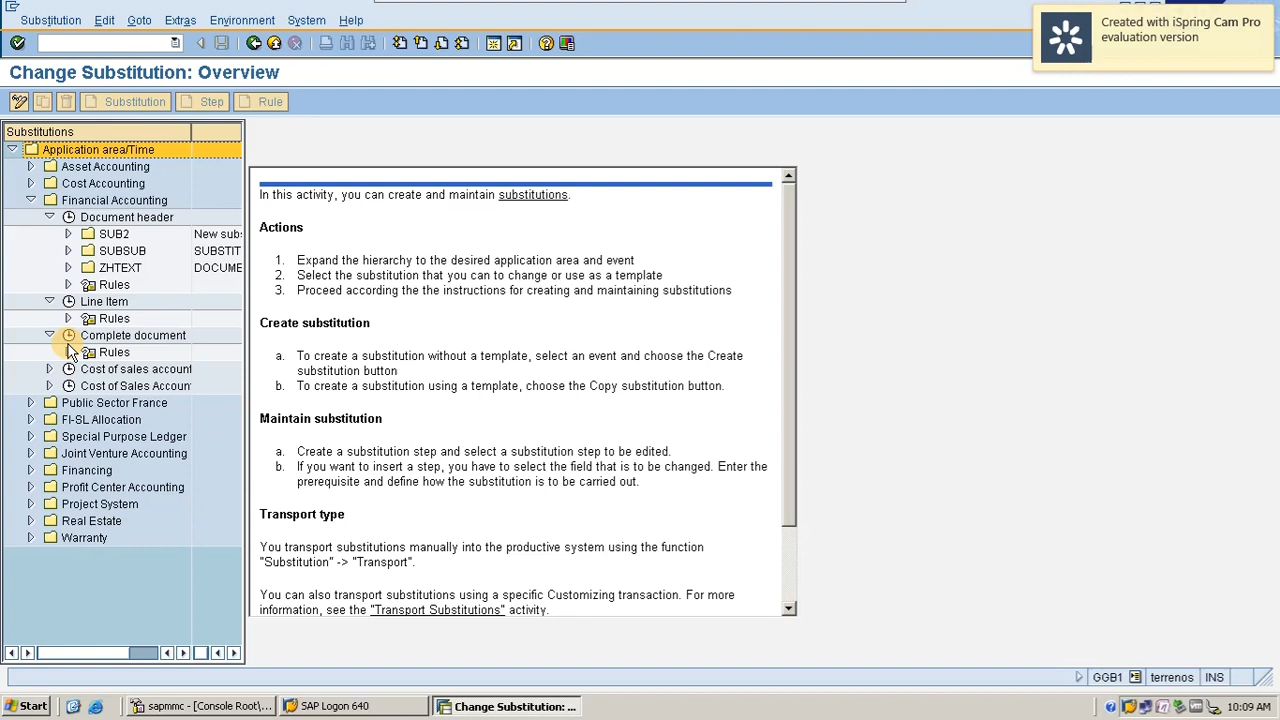 Substitution Edit Goto Extras Environment System Help
Created with iSpring Cam Pro
evaluation version
Change Substitution: Overview
Substitution Step Rule
Substitutions
Application area/Time
Asset Accounting
Cost Accounting
Financial Accounting
Document header
SUB2 New subs
SUBSUB SUBSTIT
ZHTEXT DOCUME
Rules
Line Item
Rules
Complete document
Rules
Cost of sales account
Cost of Sales Accoun
Public Sector France
FI-SL Allocation
Special Purpose Ledger
Joint Venture Accounting
Financing
Profit Center Accounting
Project System
Real Estate
Warranty
In this activity, you can create and maintain substitutions.
Actions
1. Expand the hierarchy to the desired application area and event
2. Select the substitution that you can to change or use as a template
3. Proceed according the the instructions for creating and maintaining substitutions
Create substitution
a. To create a substitution without a template, select an event and choose the Create
substitution button
b. To create a substitution using a template, choose the Copy substitution button.
Maintain substitution
a. Create a substitution step and select a substitution step to be edited.
b. If you want to insert a step, you have to select the field that is to be changed. Enter the
prerequisite and define how the substitution is to be carried out.
Transport type
You transport substitutions manually into the productive system using the function
"Substitution" -> "Transport".
You can also transport substitutions using a specific Customizing transaction. For more
information, see the "Transport Substitutions" activity.
GGB1 terrenos INS
Start sapmmc - [Console Root\... SAP Logon 640 Change Substitution: ... 10:09 AM